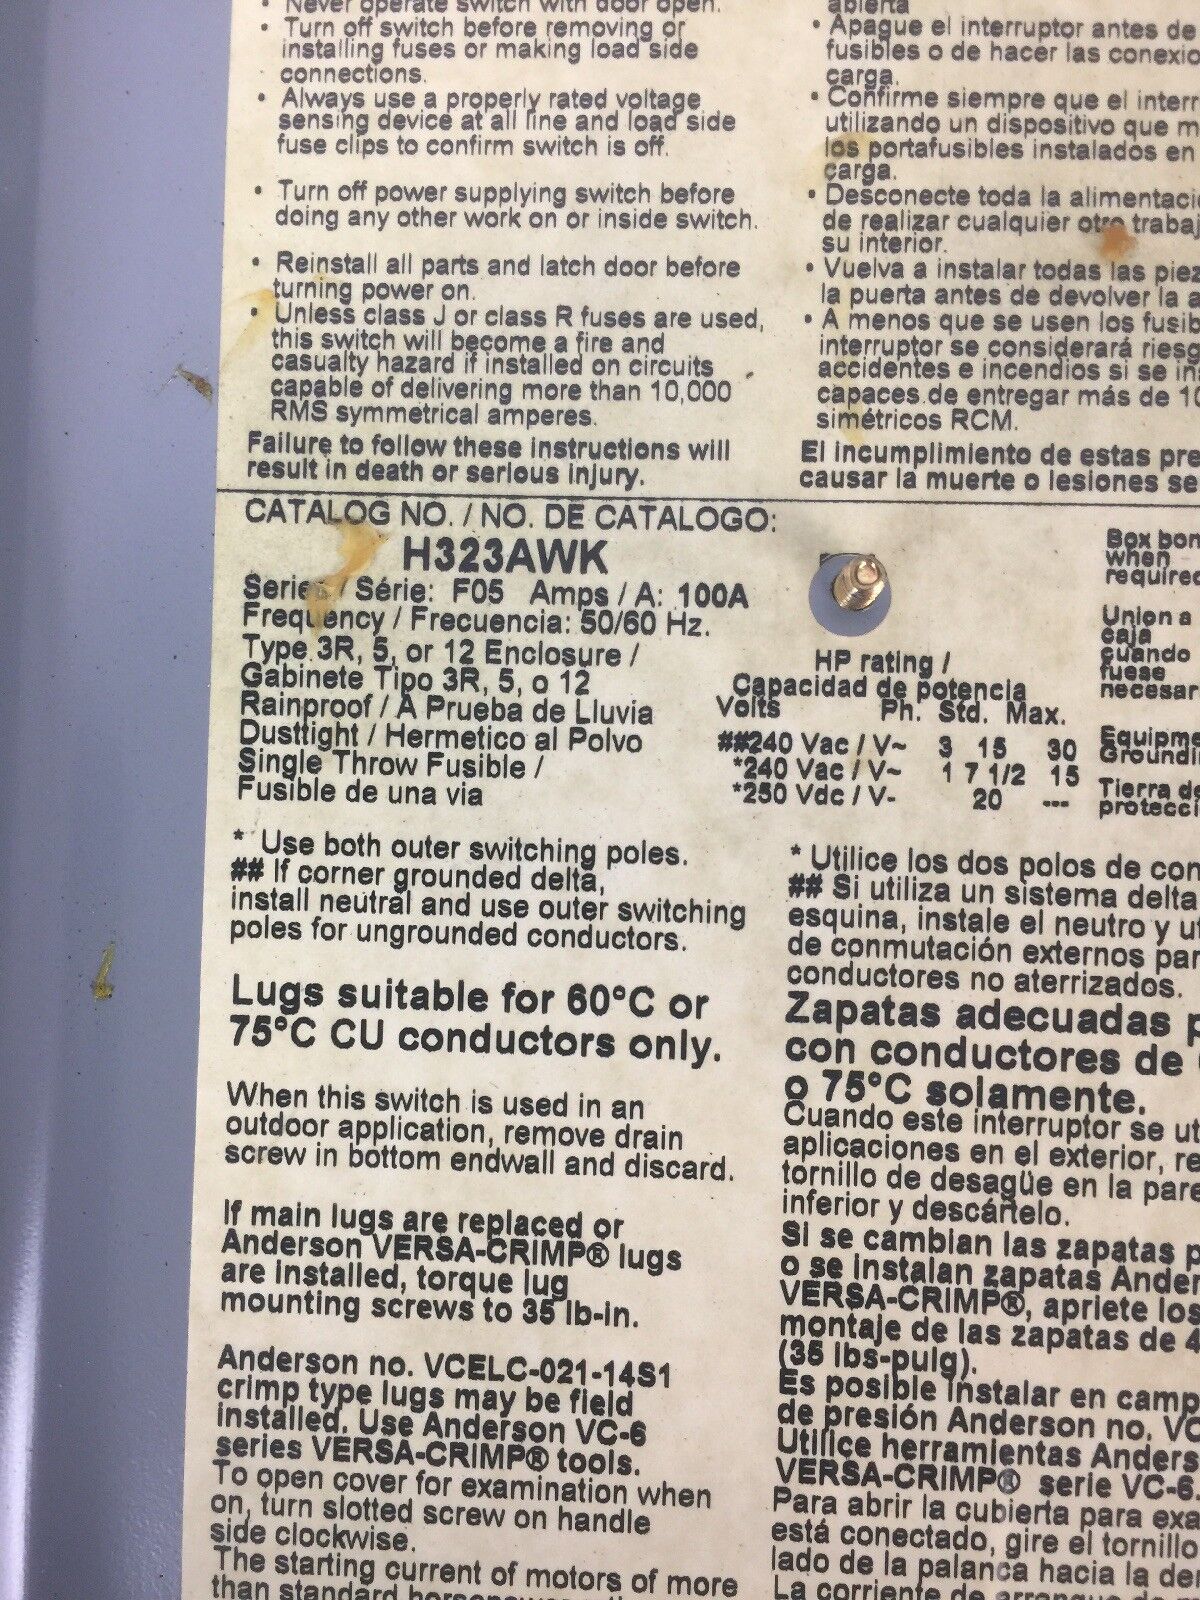 Never operate switch with door open.
• Turn off switch before removing or
installing fuses or making load side
connections.
• Always use a properly rated voltage
sensing device at all line and load side
fuse clips to confirm switch is off.
• Turn off power supplying switch before
doing any other work on or inside switch.
• Reinstall all parts and latch door before
turning power on.
• Unless class J or class R fuses are used,
this switch will become a fire and
casualty hazard if installed on circuits
capable of delivering more than 10,000
RMS symmetrical amperes.
Failure to follow these instructions will
result in death or serious injury.
abierta
• Apague el interruptor antes de
fusibles o de hacer las conexio
carga.
• Confirme siempre que el interr
utilizando un dispositivo que m
los portafusibles instalados en
carga.
• Desconecte toda la alimentaci
de realizar cualquier otro trabaj
su interior.
• Vuelva a instalar todas las piez
la puerta antes de devolver la a
• A menos que se usen los fusib
interruptor se considerará riesg
accidentes e incendios si se ins
capaces de entregar más de 10
simétricos RCM.
El incumplimiento de estas pre
causar la muerte o lesiones se
CATALOG NO. / NO. DE CATALOGO:
H323AWK
Series / Série: F05 Amps / A: 100A
Frequency / Frecuencia: 50/60 Hz.
Type 3R, 5, or 12 Enclosure /
Gabinete Tipo 3R, 5, o 12
Rainproof / A Prueba de Lluvia
Dusttight / Hermetico al Polvo
Single Throw Fusible /
Fusible de una via
HP rating /
Capacidad de potencia
Volts Ph. Std. Max.
##240 Vac / V~ 3 15 30
*240 Vac / V~ 1 7 1/2 15
*250 Vdc / V- 20 ---
Box bon
when
required
Union a
caja
cuando
fuese
necesar
Equipme
Groundi
Tierra de
protecci
* Use both outer switching poles.
## If corner grounded delta,
install neutral and use outer switching
poles for ungrounded conductors.
Lugs suitable for 60°C or
75°C CU conductors only.
When this switch is used in an
outdoor application, remove drain
screw in bottom endwall and discard.
If main lugs are replaced or
Anderson VERSA-CRIMP® lugs
are installed, torque lug
mounting screws to 35 lb-in.
Anderson no. VCELC-021-14S1
crimp type lugs may be field
installed. Use Anderson VC-6
series VERSA-CRIMP® tools.
To open cover for examination when
on, turn slotted screw on handle
side clockwise.
The starting current of motors of more
than standard horsepower
* Utilice los dos polos de con
## Si utiliza un sistema delta
esquina, instale el neutro y ut
de conmutación externos par
conductores no aterrizados.
Zapatas adecuadas p
con conductores de
o 75°C solamente.
Cuando este interruptor se ut
aplicaciones en el exterior, re
tornillo de desagüe en la pare
inferior y descártelo.
Si se cambian las zapatas p
o se instalan zapatas Ander
VERSA-CRIMP®, apriete los
montaje de las zapatas de 4
(35 lbs-pulg).
Es posible instalar en camp
de presión Anderson no. VC
Utilice herramientas Anders
VERSA-CRIMP® serie VC-6.
Para abrir la cubierta para exa
está conectado, gire el tornillo
lado de la palanca hacia la de
La corriente de arranque de m